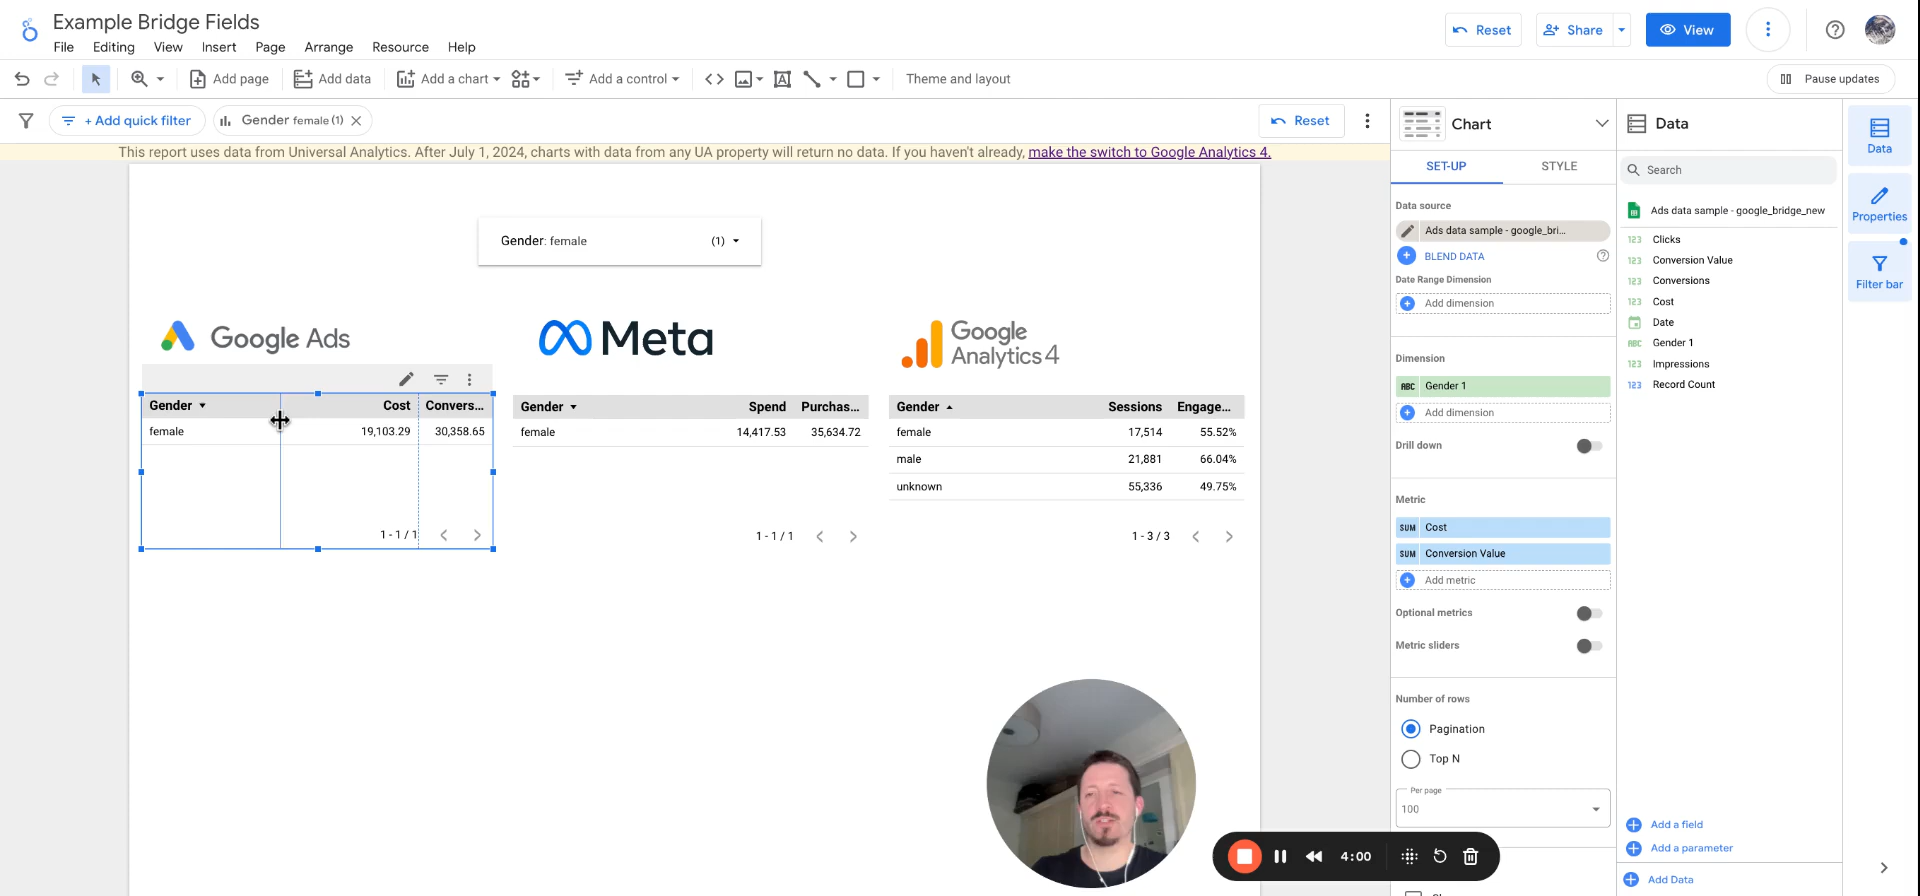 Example Bridge Fields
File Editing View Insert Page Arrange Resource Help
Reset
Share
View
Add page
Add data
Add a chart
Add a control
Theme and layout
Pause updates
+ Add quick filter
Gender female (1)
Reset
This report uses data from Universal Analytics. After July 1, 2024, charts with data from any UA property will return no data. If you haven't already, make the switch to Google Analytics 4.
Gender: female (1)
Google Ads
Gender Cost Convers...
female 19,103.29 30,358.65
1 - 1 / 1
Meta
Gender Spend Purchas...
female 14,417.53 35,634.72
1 - 1 / 1
Google
Analytics 4
Gender Sessions Engage...
female 17,514 55.52%
male 21,881 66.04%
unknown 55,336 49.75%
1 - 3 / 3
4:00
Chart
SET-UP STYLE
Data source
Ads data sample - google_bri...
BLEND DATA
Date Range Dimension
Add dimension
Dimension
ABC Gender 1
Add dimension
Drill down
Metric
SUM Cost
SUM Conversion Value
Add metric
Optional metrics
Metric sliders
Number of rows
Pagination
Top N
Per page
100
Data
Search
Ads data sample - google_bridge_new
123 Clicks
123 Conversion Value
123 Conversions
123 Cost
Date
ABC Gender 1
123 Impressions
123 Record Count
Add a field
Add a parameter
Add Data
Data
Properties
Filter bar